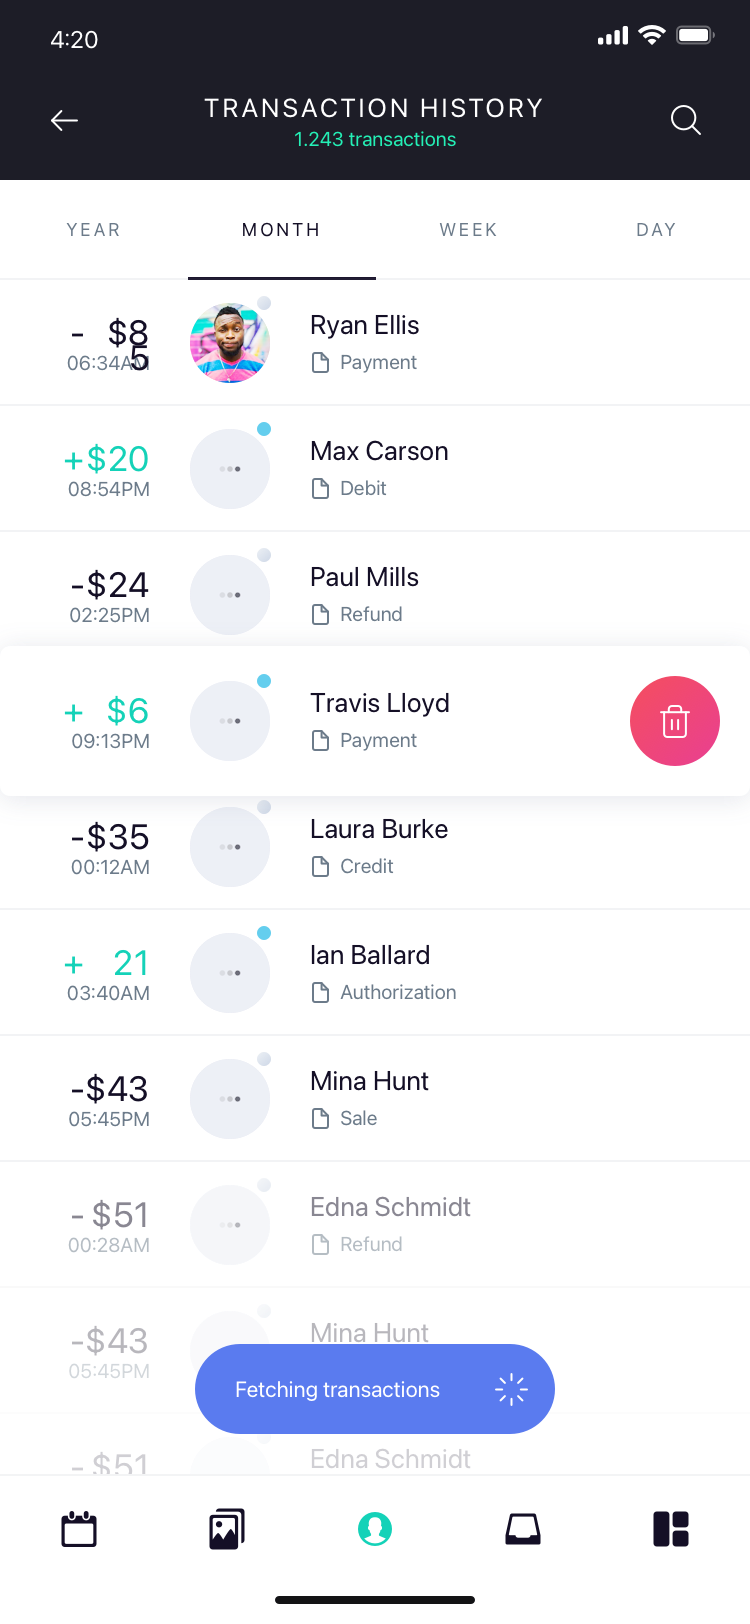 4:20
TRANSACTION HISTORY
1.243 transactions
YEAR MONTH WEEK DAY
- $8
5
06:34AM
Ryan Ellis
Payment
+$20
08:54PM
Max Carson
Debit
-$24
02:25PM
Paul Mills
Refund
+ $6
09:13PM
Travis Lloyd
Payment
-$35
00:12AM
Laura Burke
Credit
+ 21
03:40AM
Ian Ballard
Authorization
-$43
05:45PM
Mina Hunt
Sale
- $51
00:28AM
Edna Schmidt
Refund
-$43
05:45PM
Mina Hunt
Fetching transactions
- $51
Edna Schmidt